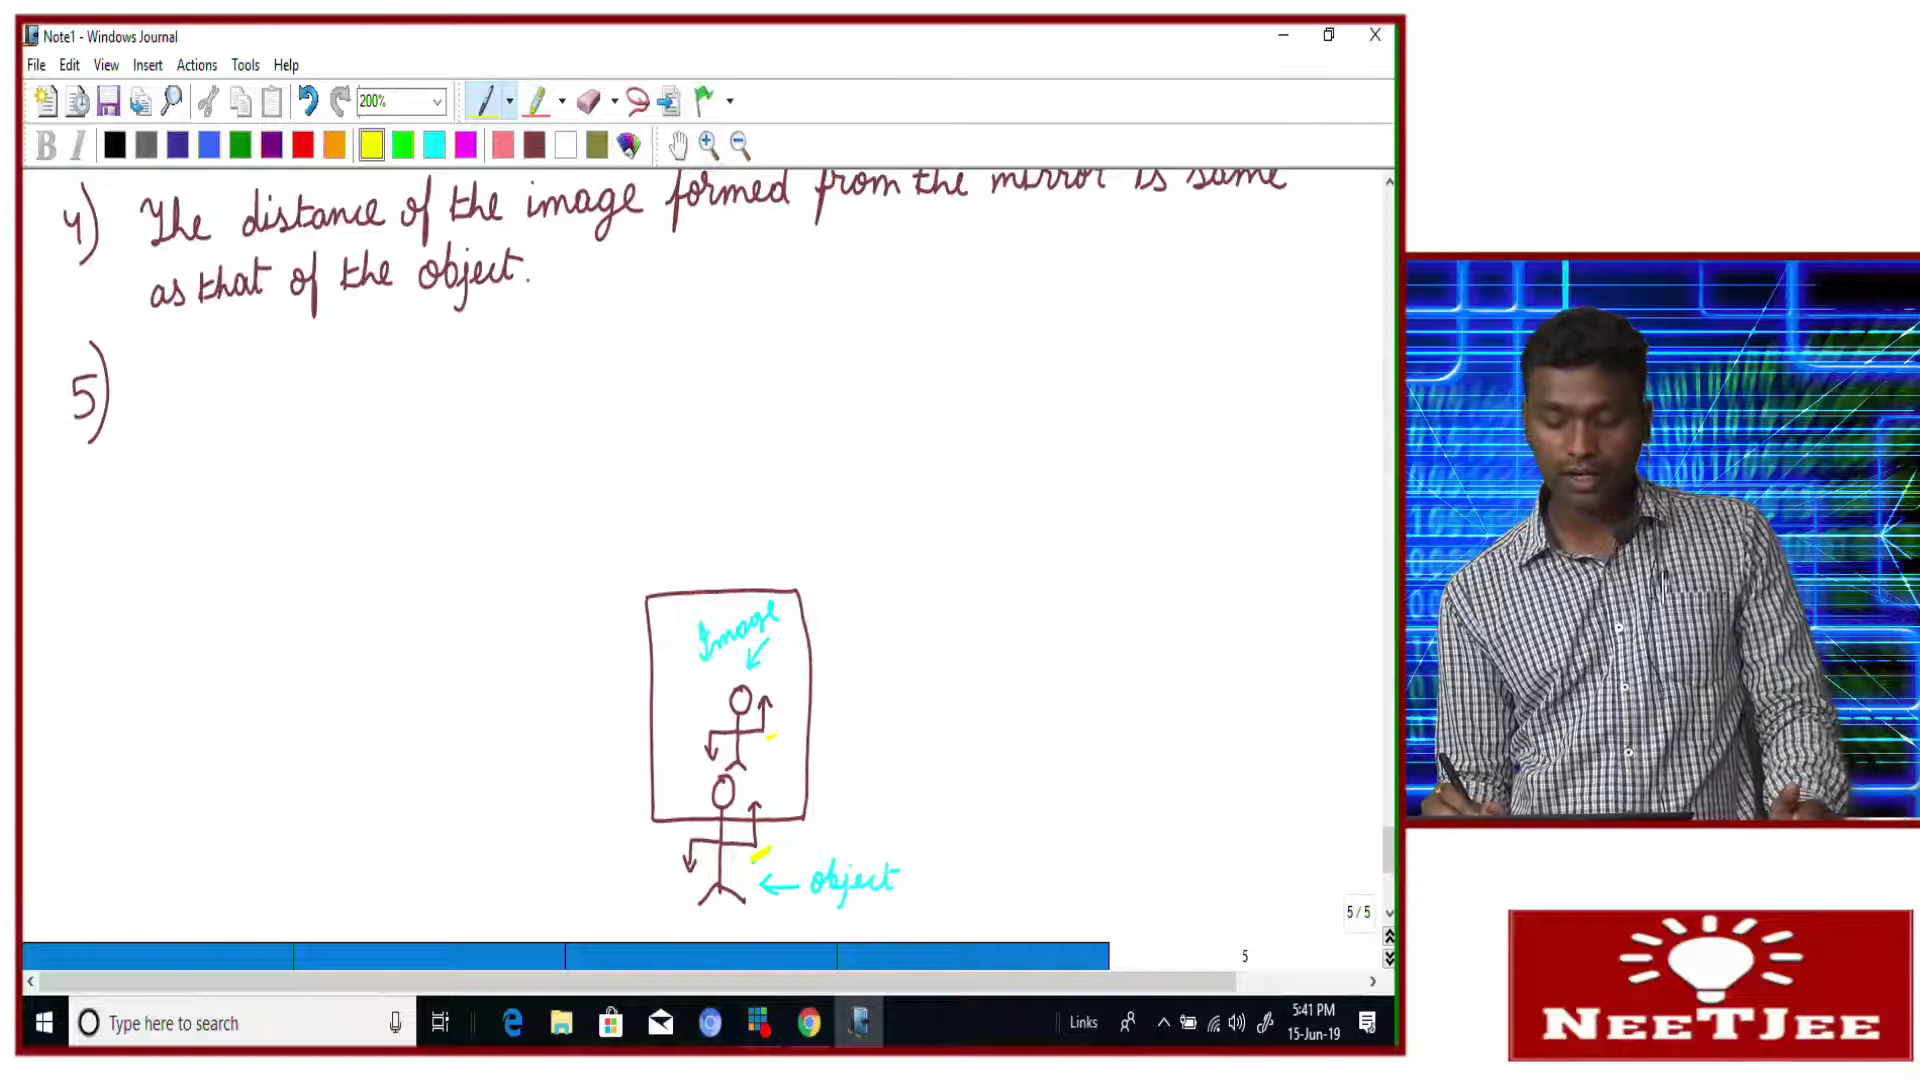 Note1 - Windows Journal
File Edit View Insert Actions Tools Help
200%
B I
4) The distance of the image formed from the mirror is same
as that of the object.
5)
Image
object
5 / 5
5
Type here to search
Links
5:41 PM
15-Jun-19
NEETJEE